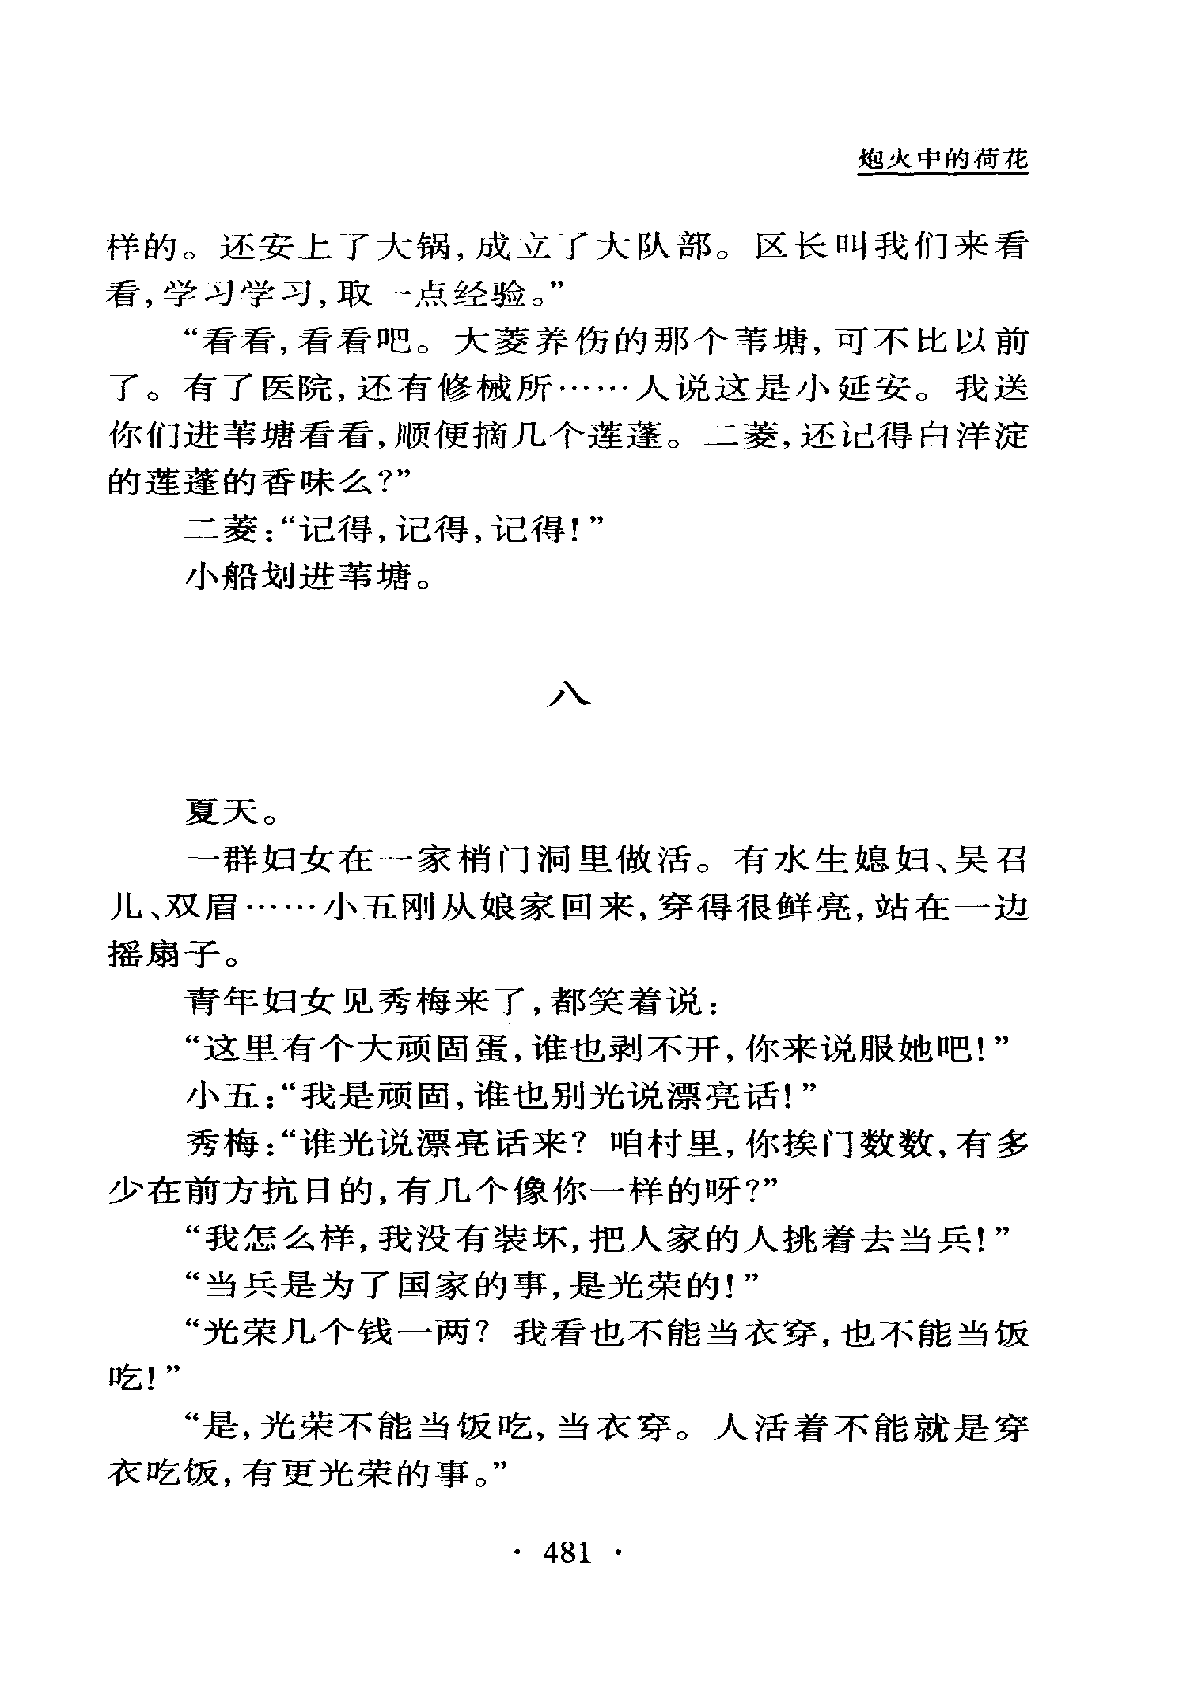 炮火中的荷花
样的。还安上了大锅，成立了大队部。区长叫我们来看
看，学习学习，取一点经验。”
“看看，看看吧。大菱养伤的那个苇塘，可不比以前
了。有了医院，还有修械所……人说这是小延安。我送
你们进苇塘看看，顺便摘几个莲蓬。二菱，还记得白洋淀
的莲蓬的香味么？”
二菱：“记得，记得，记得！”
小船划进苇塘。
八
夏天。
一群妇女在一家梢门洞里做活。有水生媳妇、吴召
儿、双眉……小五刚从娘家回来，穿得很鲜亮，站在一边
摇扇子。
青年妇女见秀梅来了，都笑着说：
“这里有个大顽固蛋，谁也剥不开，你来说服她吧！”
小五：“我是顽固，谁也别光说漂亮话！”
秀梅：“谁光说漂亮话来？咱村里，你挨门数数，有多
少在前方抗日的，有几个像你一样的呀？”
“我怎么样，我没有装坏，把人家的人挑着去当兵！”
“当兵是为了国家的事，是光荣的！”
“光荣几个钱一两？我看也不能当衣穿，也不能当饭
吃！”
“是，光荣不能当饭吃，当衣穿。人活着不能就是穿
衣吃饭，有更光荣的事。”
· 481 ·